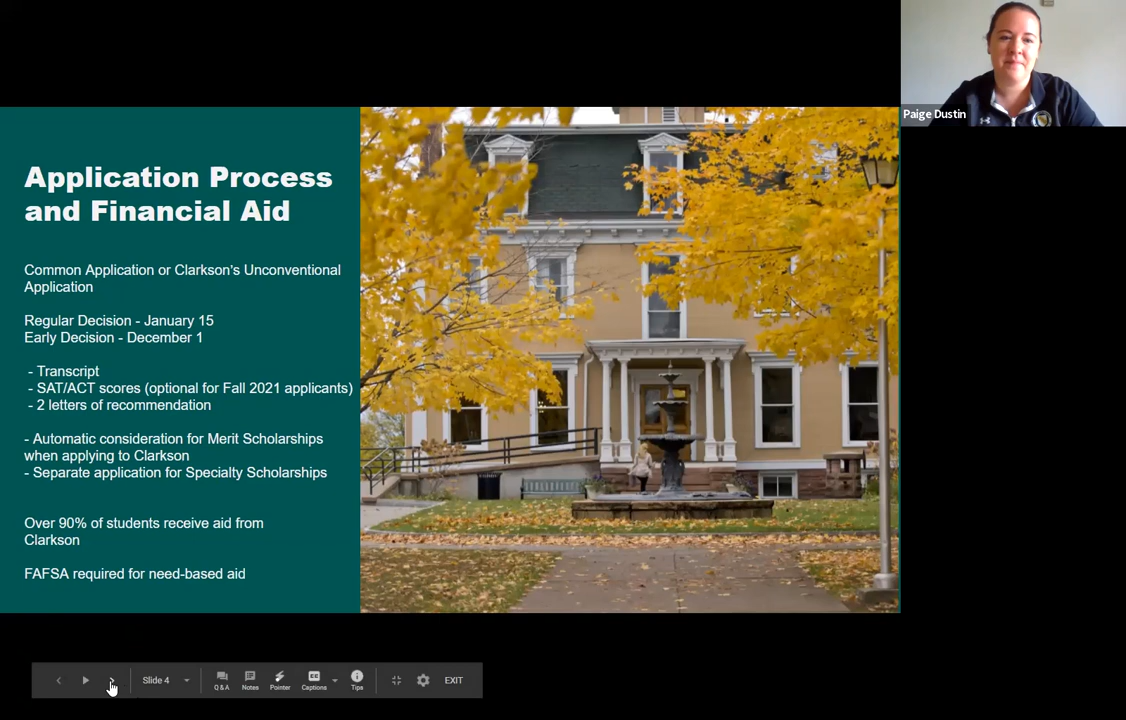 Paige Dustin
Application Process
and Financial Aid
Common Application or Clarkson's Unconventional
Application
Regular Decision - January 15
Early Decision - December 1
- Transcript
- SAT/ACT scores (optional for Fall 2021 applicants)
- 2 letters of recommendation
- Automatic consideration for Merit Scholarships
when applying to Clarkson
- Separate application for Specialty Scholarships
Over 90% of students receive aid from
Clarkson
FAFSA required for need-based aid
Slide 4
Q & A
Notes
Pointer
CC
Captions
Tips
EXIT